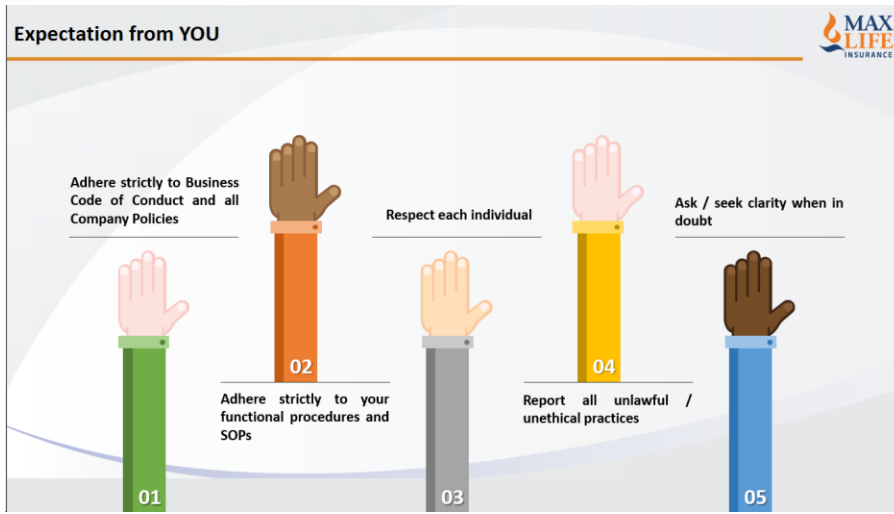 Expectation from YOU
MAX
LIFE
INSURANCE
Adhere strictly to Business
Code of Conduct and all
Company Policies
01
02
Adhere strictly to your
functional procedures and
SOPs
Respect each individual
03
04
Report all unlawful /
unethical practices
Ask / seek clarity when in
doubt
05